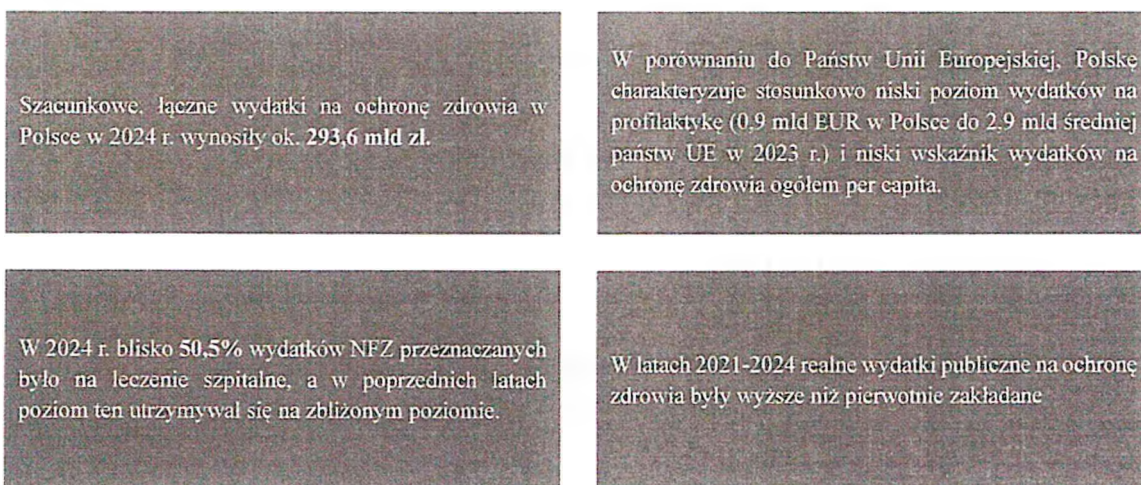 Szacunkowe, łączne wydatki na ochronę zdrowia w
Polsce w 2024 r. wynosiły ok. 293,6 mld zł.
W porównaniu do Państw Unii Europejskiej, Polskę
charakteryzuje stosunkowo niski poziom wydatków na
profilaktykę (0,9 mld EUR w Polsce do 2,9 mld średniej
państw UE w 2023 r.) i niski wskaźnik wydatków na
ochronę zdrowia ogółem per capita.
W 2024 r. blisko 50,5% wydatków NFZ przeznaczanych
było na leczenie szpitalne, a w poprzednich latach
poziom ten utrzymywał się na zbliżonym poziomie.
W latach 2021-2024 realne wydatki publiczne na ochronę
zdrowia były wyższe niż pierwotnie zakładane